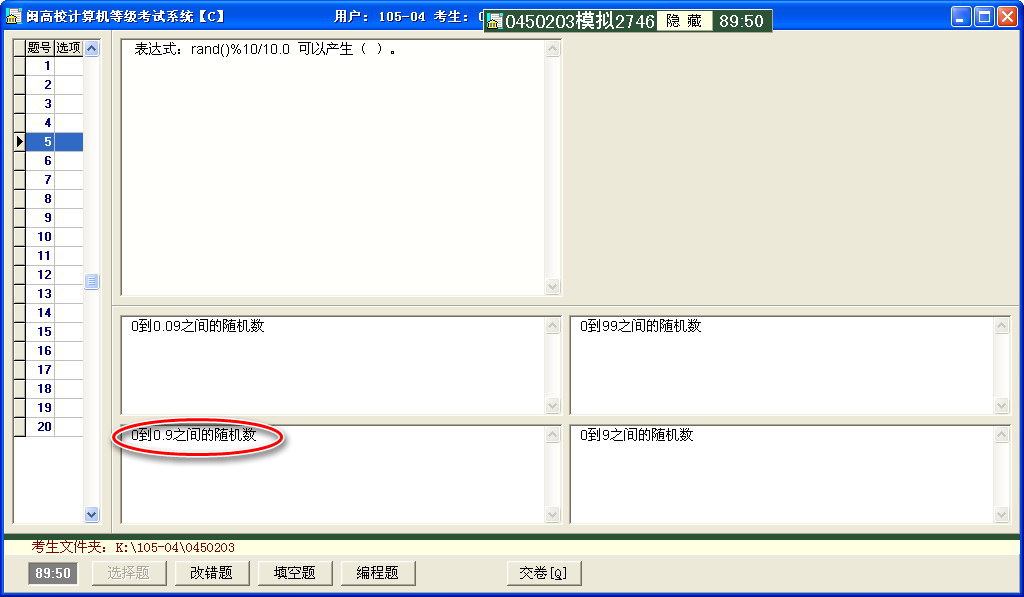 闽高校计算机等级考试系统【C】
用户: 105-04 考生:
0450203模拟2746 隐 藏 89:50
题号 选项
1
2
3
4
5
6
7
8
9
10
11
12
13
14
15
16
17
18
19
20
表达式：rand()%10/10.0 可以产生（ ）。
0到0.09之间的随机数
0到99之间的随机数
0到0.9之间的随机数
0到9之间的随机数
考生文件夹：K:\105-04\0450203
89:50 选择题 改错题 填空题 编程题 交卷[Q]